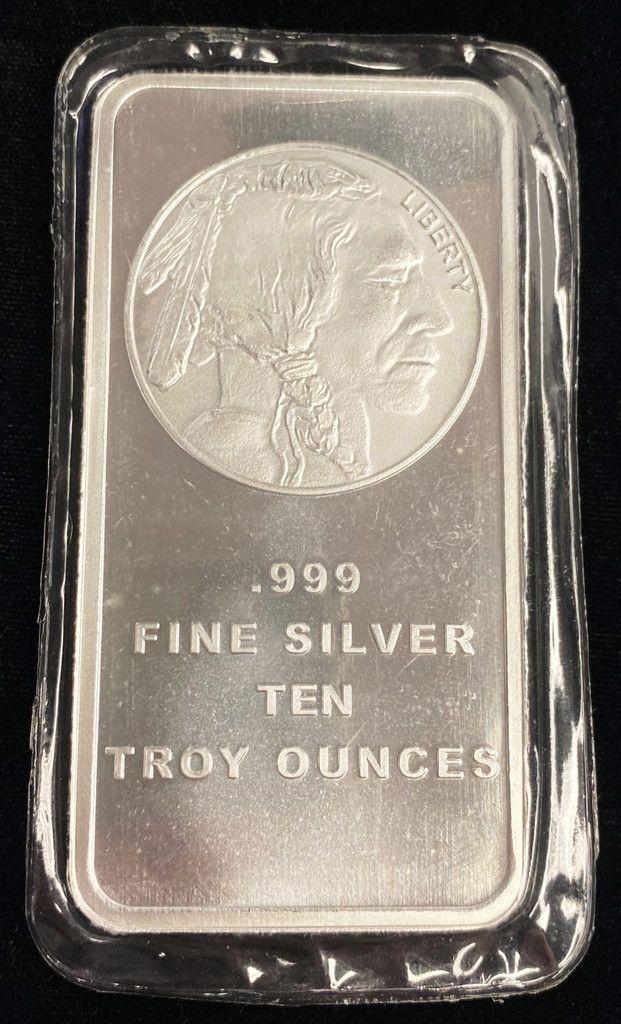 LIBERTY
.999
FINE SILVER
TEN
TROY OUNCES